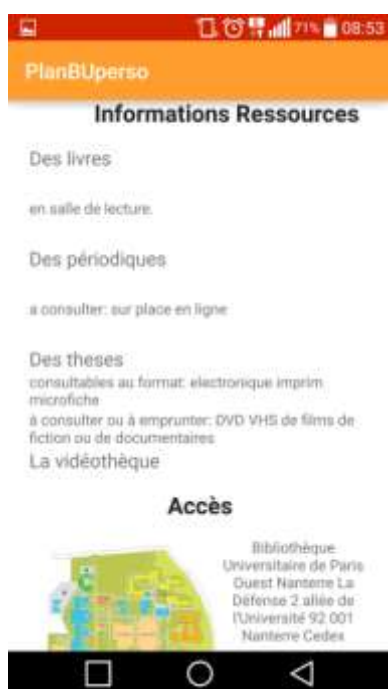 71% 08:53
PlanBUperso
Informations Ressources
Des livres
en salle de lecture.
Des périodiques
a consulter: sur place en ligne
Des theses
consultables au format: electronique imprim
microfiche
à consulter ou à emprunter: DVD VHS de films de
fiction ou de documentaires
La vidéothèque
Accès
Bibliothèque
Universitaire de Paris
Ouest Nanterre La
Défense 2 allée de
l'Université 92 001
Nanterre Cedex